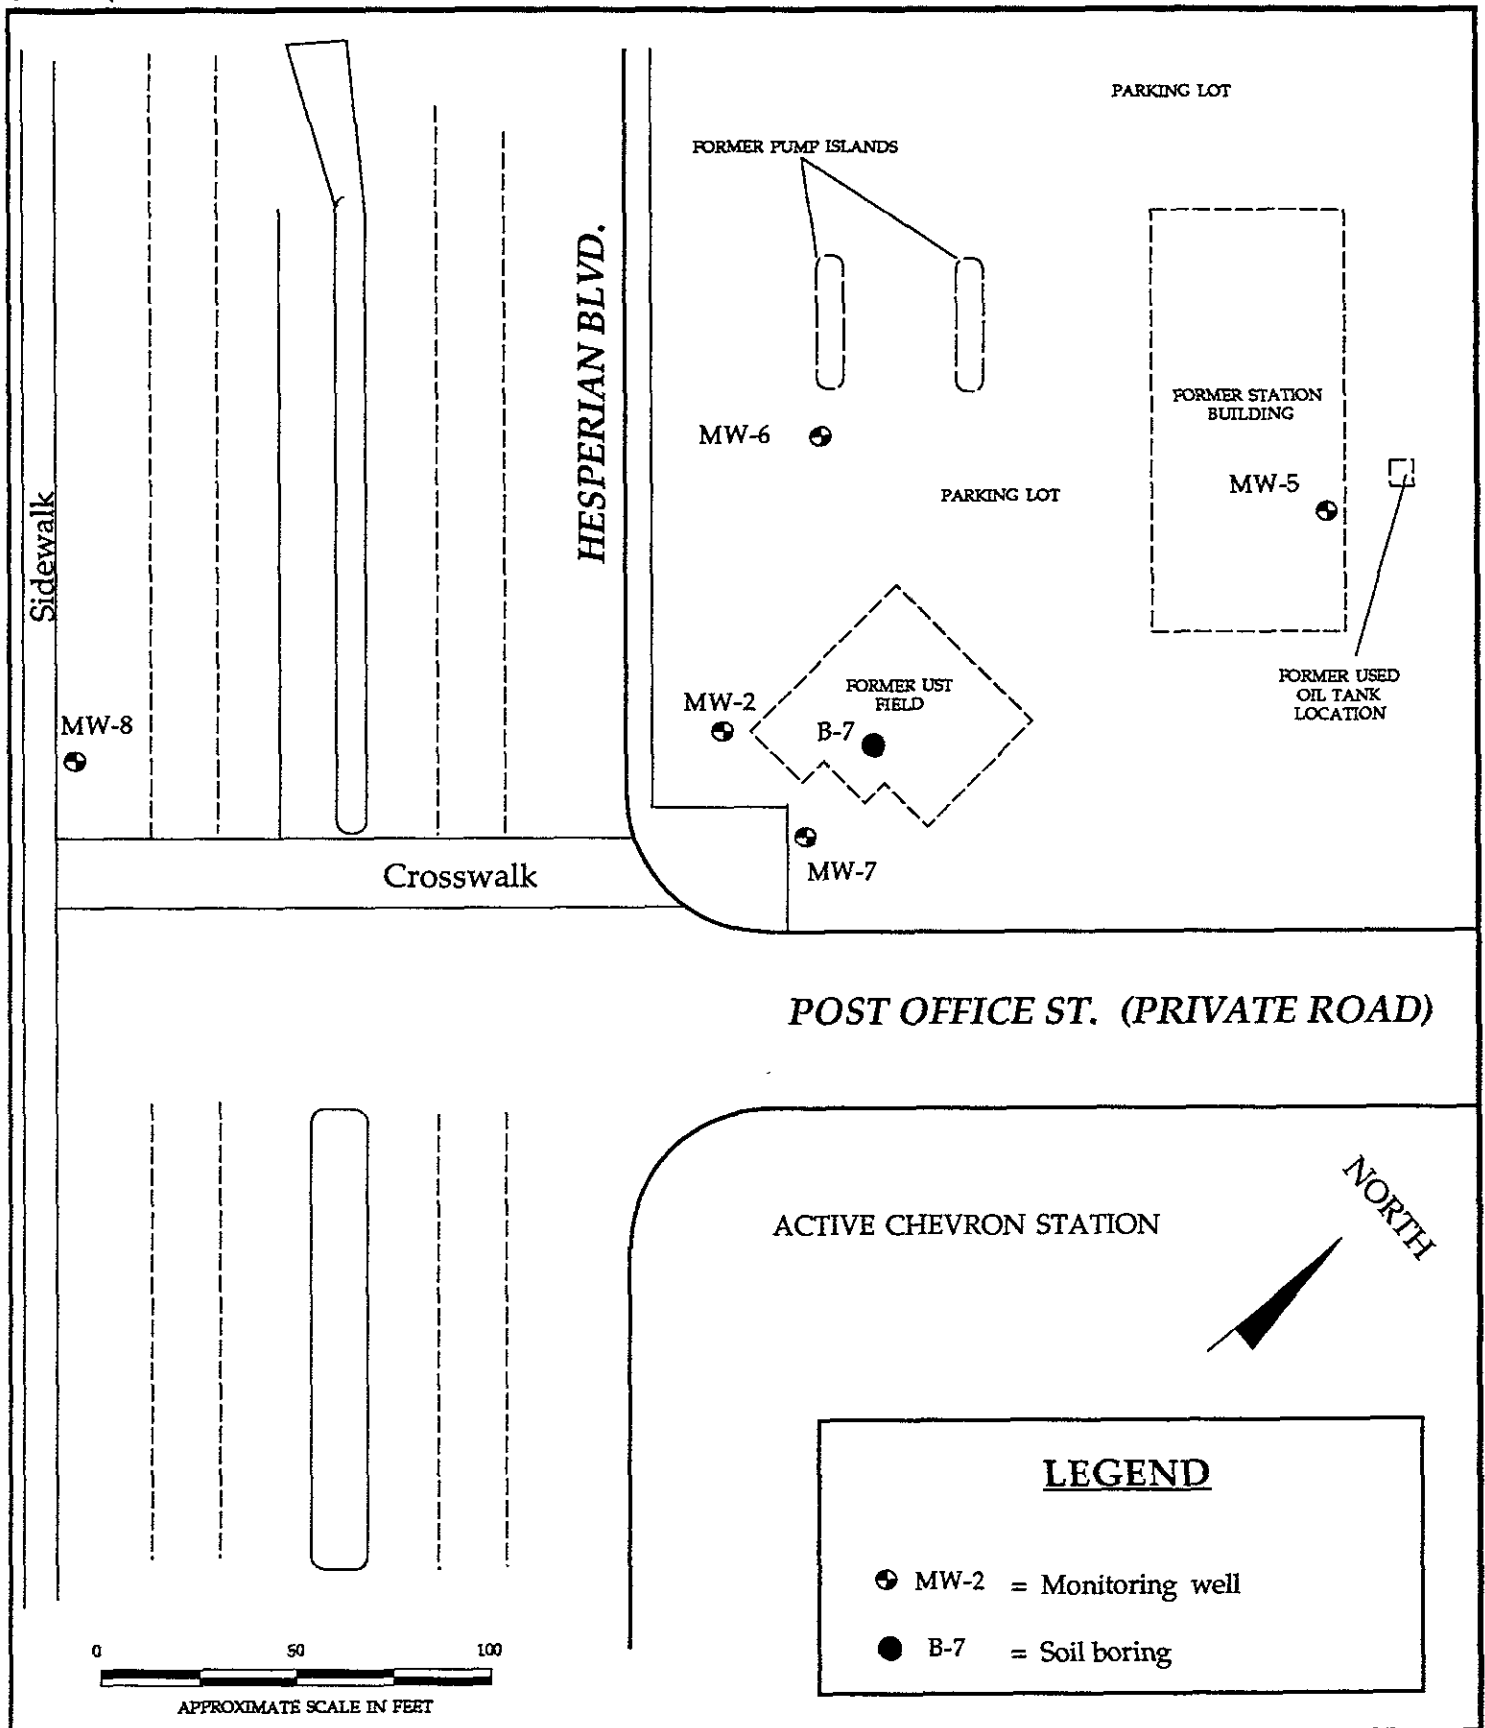 PARKING LOT
FORMER PUMP ISLANDS
HESPERIAN BLVD.
FORMER STATION
BUILDING
MW-6
MW-5
PARKING LOT
Sidewalk
FORMER USED
OIL TANK
LOCATION
FORMER UST
FIELD
MW-2
MW-8
B-7
MW-7
Crosswalk
POST OFFICE ST. (PRIVATE ROAD)
NORTH
ACTIVE CHEVRON STATION
LEGEND
MW-2 = Monitoring well
B-7 = Soil boring
0 50 100
APPROXIMATE SCALE IN FEET